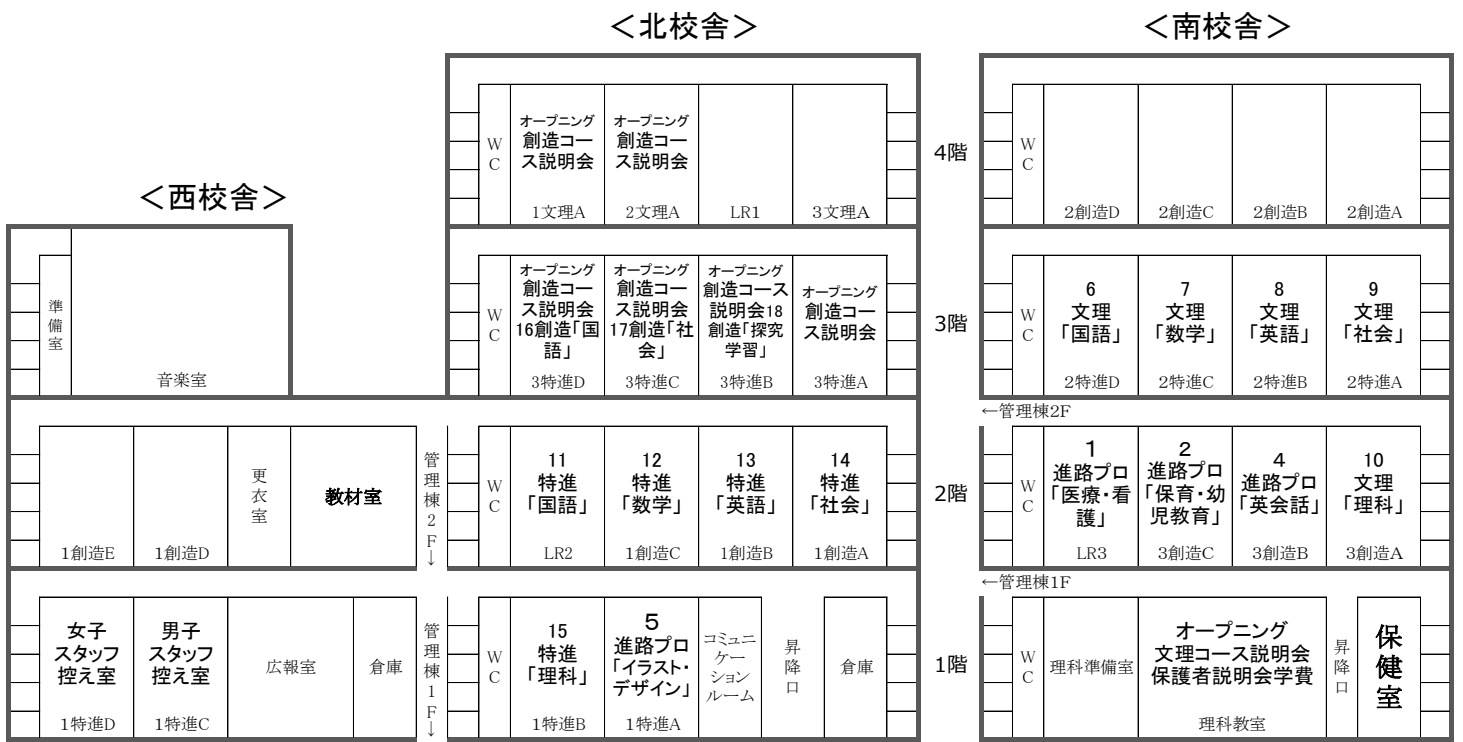 ＜北校舎＞
＜南校舎＞
＜西校舎＞
WC
オープニング
創造コー
ス説明会
1文理A
オープニング
創造コー
ス説明会
2文理A
LR1
3文理A
4階
WC
2創造D
2創造C
2創造B
2創造A
準備室
音楽室
WC
オープニング
創造コー
ス説明会
16創造「国
語」
3特進D
オープニング
創造コー
ス説明会
17創造「社
会」
3特進C
オープニング
創造コース
説明会18
創造「探究
学習」
3特進B
オープニング
創造コー
ス説明会
3特進A
3階
WC
6
文理
「国語」
2特進D
7
文理
「数学」
2特進C
8
文理
「英語」
2特進B
9
文理
「社会」
2特進A
1創造E
1創造D
更衣室
教材室
管理棟2F↓
WC
11
特進
「国語」
LR2
12
特進
「数学」
1創造C
13
特進
「英語」
1創造B
14
特進
「社会」
1創造A
2階
←管理棟2F
WC
1
進路プロ
「医療・看
護」
LR3
2
進路プロ
「保育・幼
児教育」
3創造C
4
進路プロ
「英会話」
3創造B
10
文理
「理科」
3創造A
女子
スタッフ
控え室
1特進D
男子
スタッフ
控え室
1特進C
広報室
倉庫
管理棟1F↓
WC
15
特進
「理科」
1特進B
5
進路プロ
「イラスト・
デザイン」
1特進A
コミュニ
ケー
ション
ルーム
昇降口
倉庫
1階
←管理棟1F
WC
理科準備室
オープニング
文理コース説明会
保護者説明会学費
理科教室
昇降口
保健室